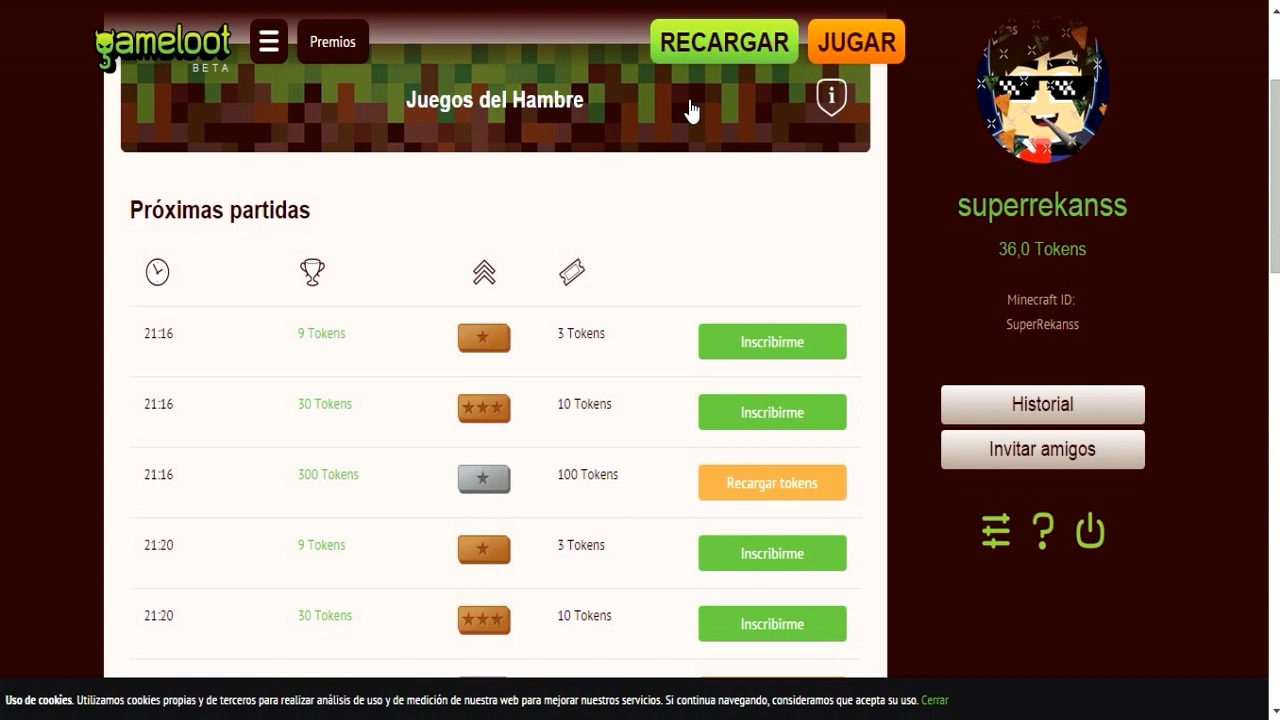 gameloot
BETA
Premios
RECARGAR
JUGAR
Juegos del Hambre
Próximas partidas
21:16 9 Tokens 3 Tokens Inscribirme
21:16 30 Tokens 10 Tokens Inscribirme
21:16 300 Tokens 100 Tokens Recargar tokens
21:20 9 Tokens 3 Tokens Inscribirme
21:20 30 Tokens 10 Tokens Inscribirme
superrekanss
36,0 Tokens
Minecraft ID:
SuperRekanss
Historial
Invitar amigos
Uso de cookies. Utilizamos cookies propias y de terceros para realizar análisis de uso y de medición de nuestra web para mejorar nuestros servicios. Si continua navegando, consideramos que acepta su uso. Cerrar